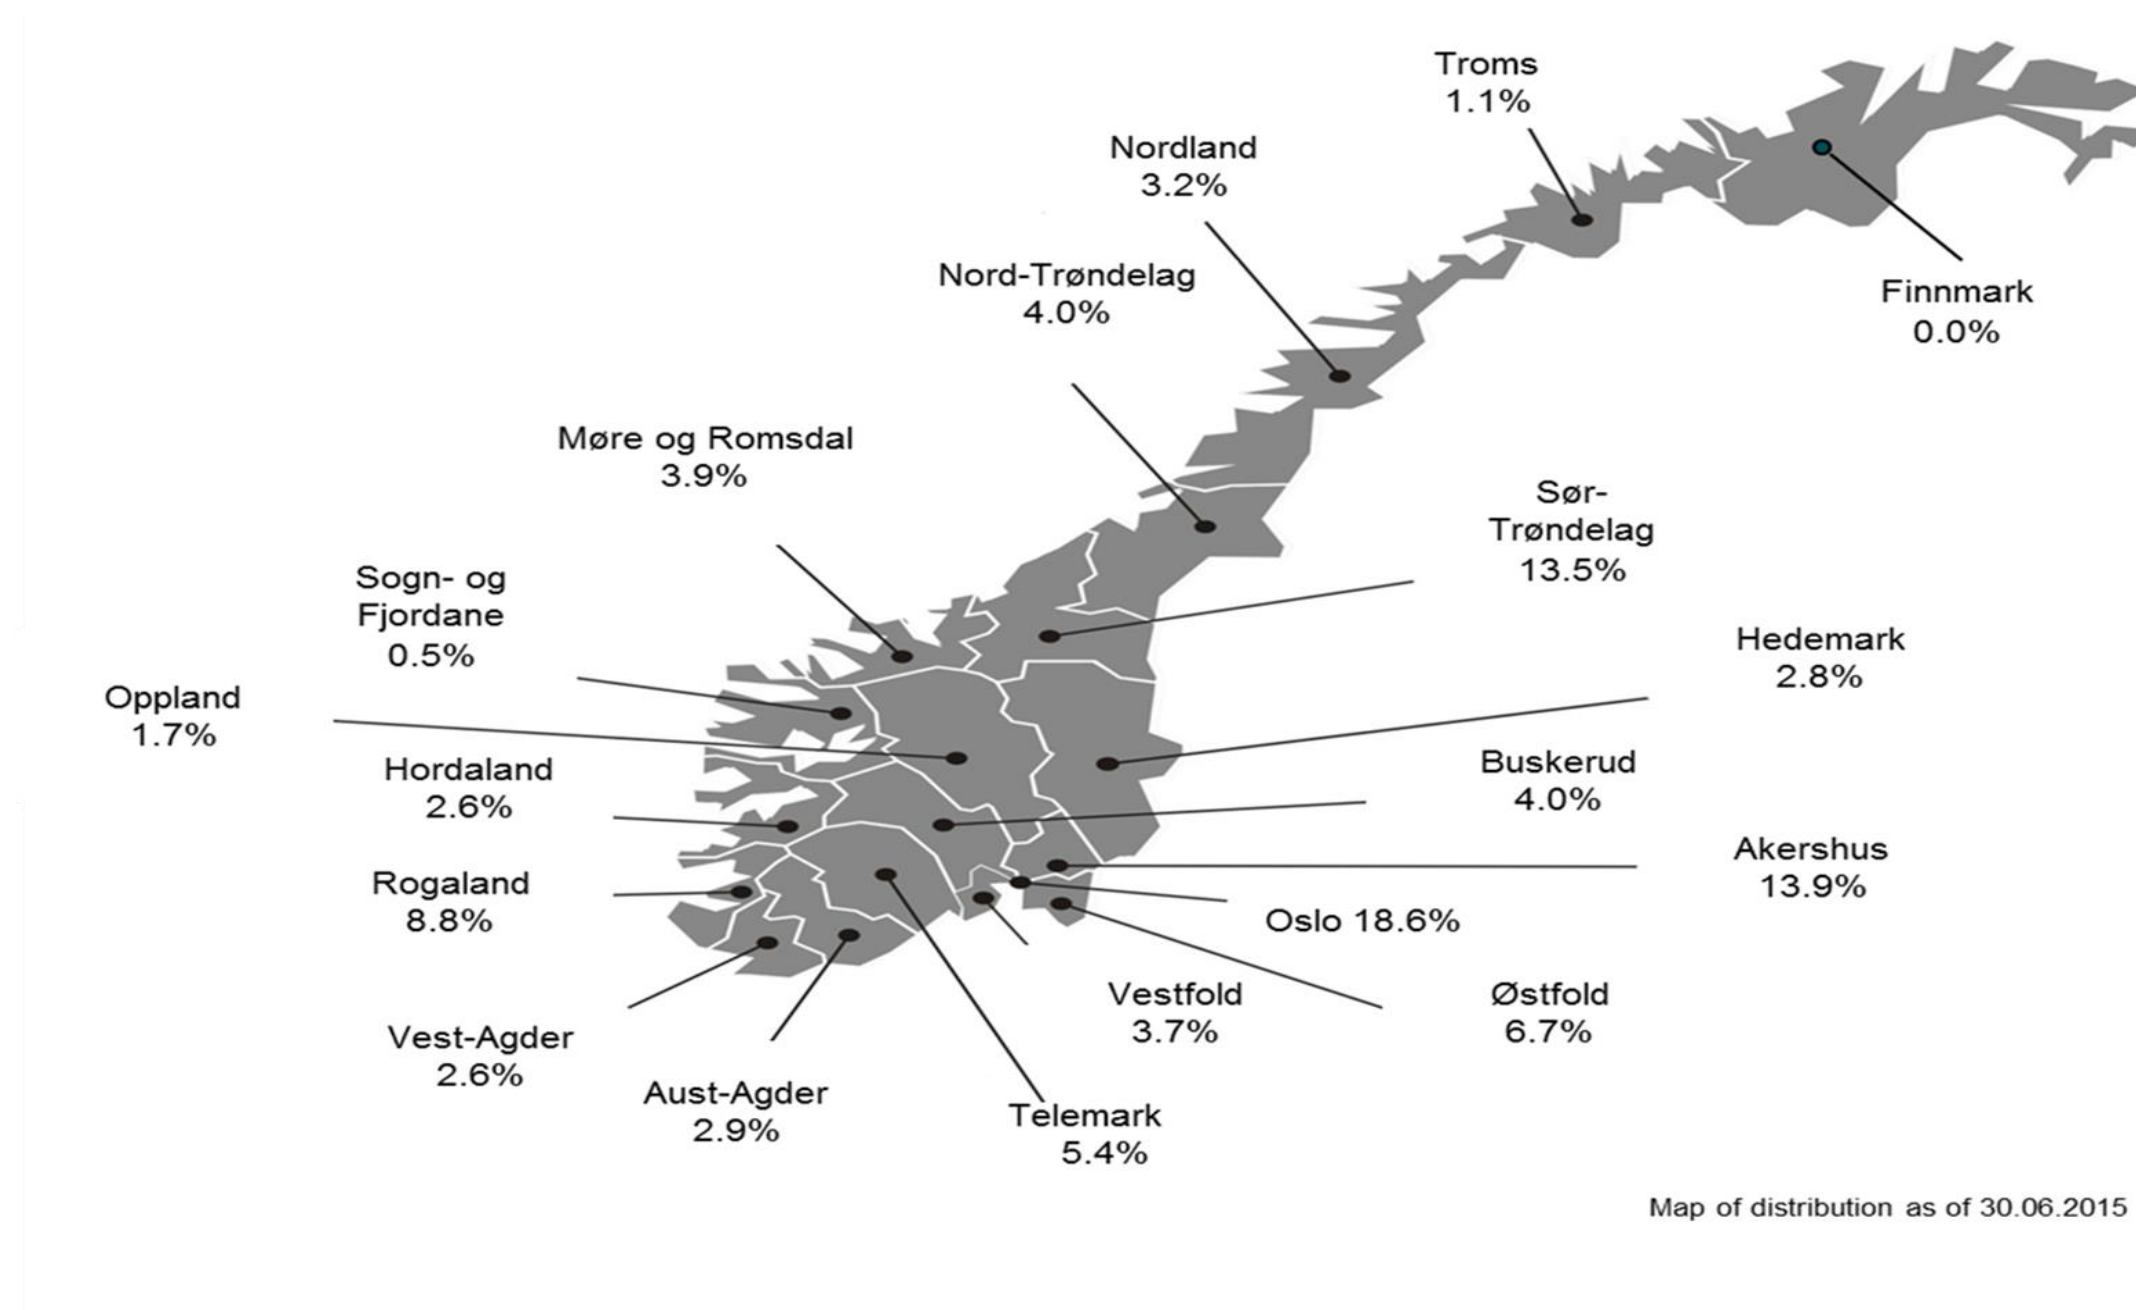 Troms
1.1%
Nordland
3.2%
Nord-Trøndelag
4.0%
Finnmark
0.0%
Møre og Romsdal
3.9%
Sør-
Trøndelag
13.5%
Sogn- og
Fjordane
0.5%
Hedemark
2.8%
Oppland
1.7%
Hordaland
2.6%
Buskerud
4.0%
Akershus
13.9%
Rogaland
8.8%
Oslo 18.6%
Vestfold
3.7%
Østfold
6.7%
Vest-Agder
2.6%
Aust-Agder
2.9%
Telemark
5.4%
Map of distribution as of 30.06.2015